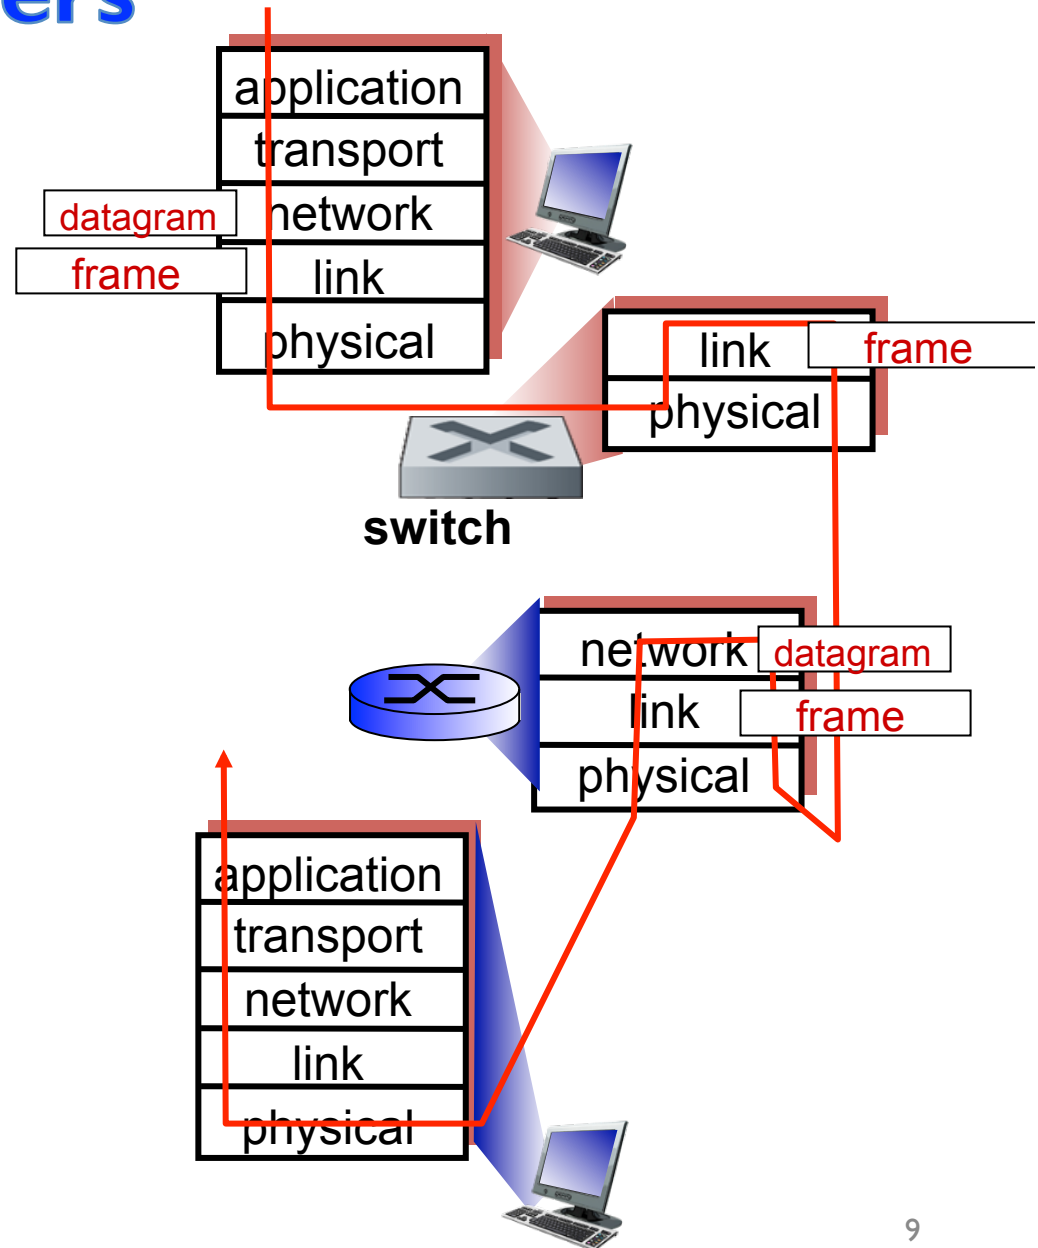 ers
application
transport
datagram
network
frame
link
physical
link
frame
physical
switch
network
datagram
link
frame
physical
application
transport
network
link
physical
9